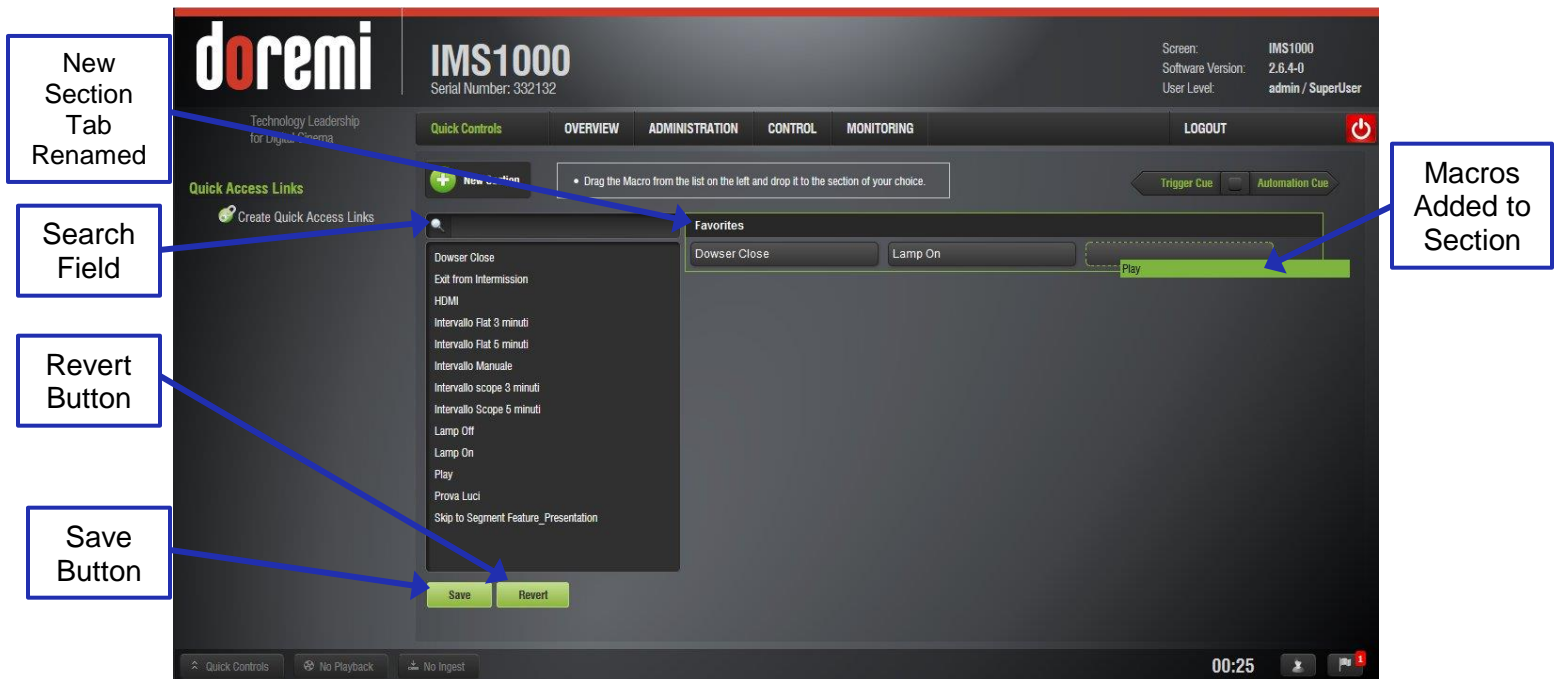 New
Section
Tab
Renamed
Search
Field
Revert
Button
Save
Button
doremi
Technology Leadership
for Digital Cinema
Quick Access Links
Create Quick Access Links
IMS1000
Serial Number: 332132
Screen: IMS1000
Software Version: 2.6.4-0
User Level: admin / SuperUser
Quick Controls OVERVIEW ADMINISTRATION CONTROL MONITORING LOGOUT
New Section
• Drag the Macro from the list on the left and drop it to the section of your choice.
Trigger Cue Automation Cue
Favorites
Dowser Close Lamp On
Play
Dowser Close
Exit from Intermission
HDMI
Intervallo Flat 3 minuti
Intervallo Flat 5 minuti
Intervallo Manuale
Intervallo scope 3 minuti
Intervallo Scope 5 minuti
Lamp Off
Lamp On
Play
Prova Luci
Skip to Segment Feature_Presentation
Save Revert
Macros
Added to
Section
Quick Controls No Playback No Ingest 00:25 1